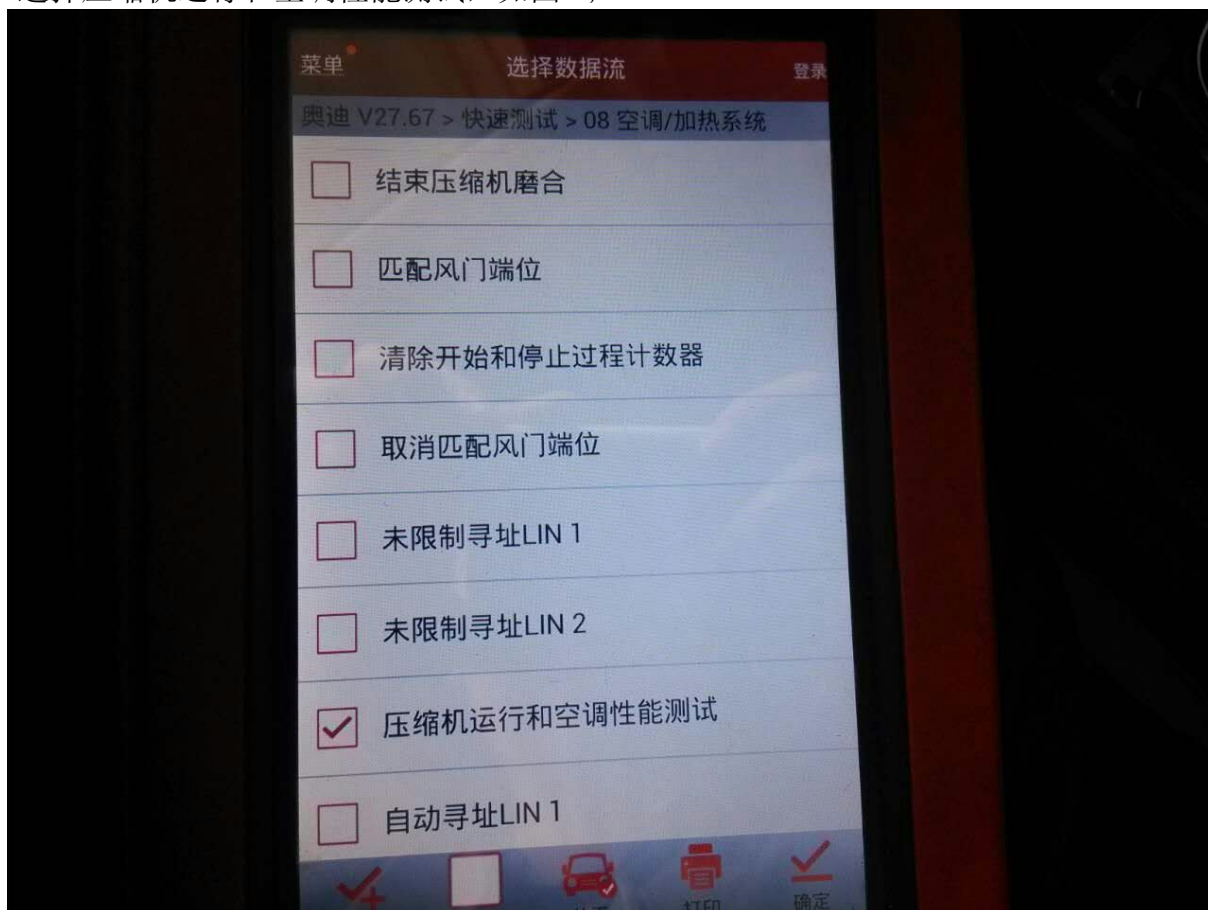 菜单
选择数据流
登录
奥迪 V27.67 > 快速测试 > 08 空调/加热系统
结束压缩机磨合
匹配风门端位
清除开始和停止过程计数器
取消匹配风门端位
未限制寻址LIN 1
未限制寻址LIN 2
压缩机运行和空调性能测试
自动寻址LIN 1
打印
确定